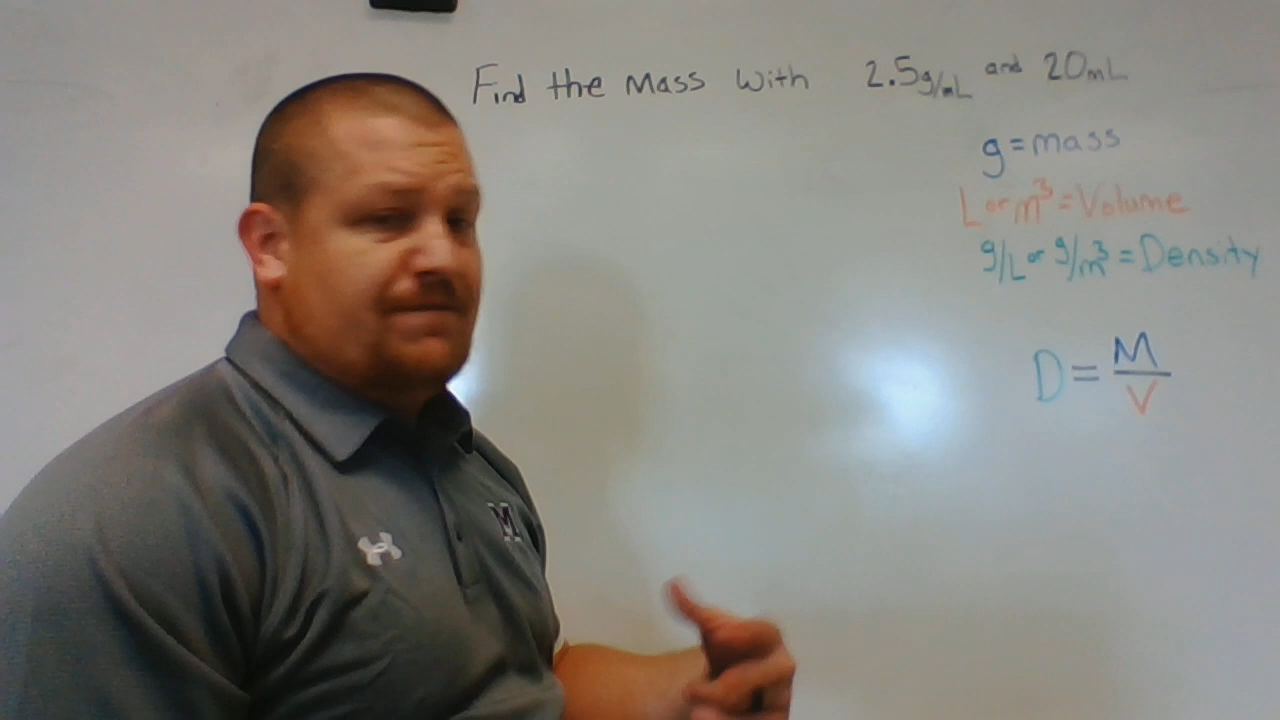 Find the Mass With 2.5g/mL and 20mL
g=mass
L or m³=Volume
g/L or g/m³=Density
D=M/V
M